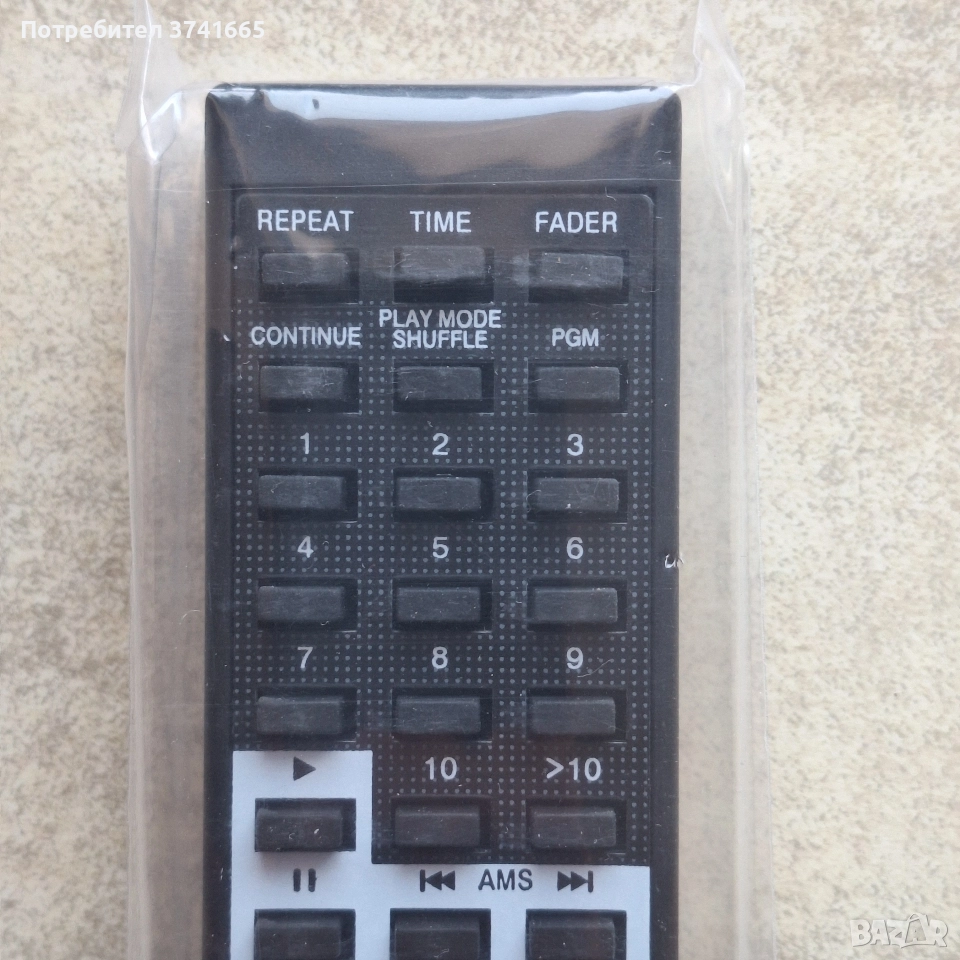 Потребител 3741665
REPEAT TIME FADER
CONTINUE PLAY MODE SHUFFLE PGM
1 2 3
4 5 6
7 8 9
10 >10
AMS
BAZAR